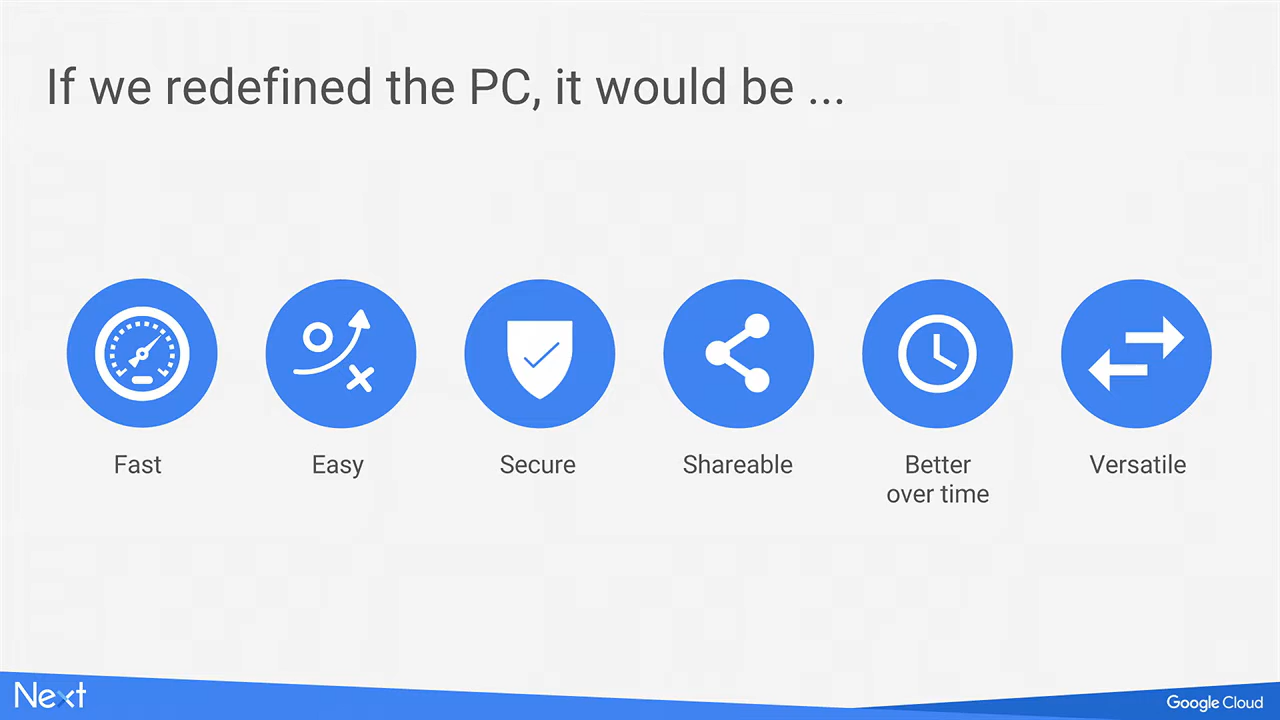 If we redefined the PC, it would be ...
Fast
Easy
Secure
Shareable
Better
over time
Versatile
Next
Google Cloud